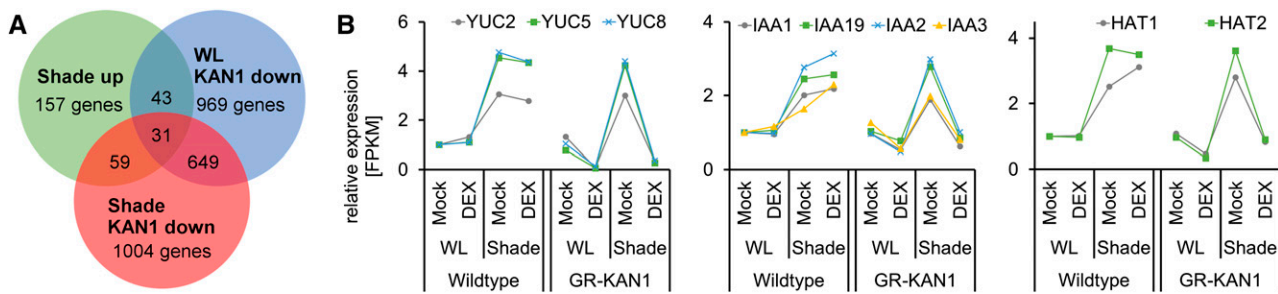 A
Shade up
157 genes
WL
KAN1 down
969 genes
43
31
59
649
Shade
KAN1 down
1004 genes
B
relative expression
[FPKM]
YUC2 YUC5 YUC8
6
4
2
0
Mock DEX Mock DEX Mock DEX Mock DEX
WL Shade WL Shade
Wildtype GR-KAN1
IAA1 IAA19 IAA2 IAA3
4
2
0
Mock DEX Mock DEX Mock DEX Mock DEX
WL Shade WL Shade
Wildtype GR-KAN1
HAT1 HAT2
4
2
0
Mock DEX Mock DEX Mock DEX Mock DEX
WL Shade WL Shade
Wildtype GR-KAN1